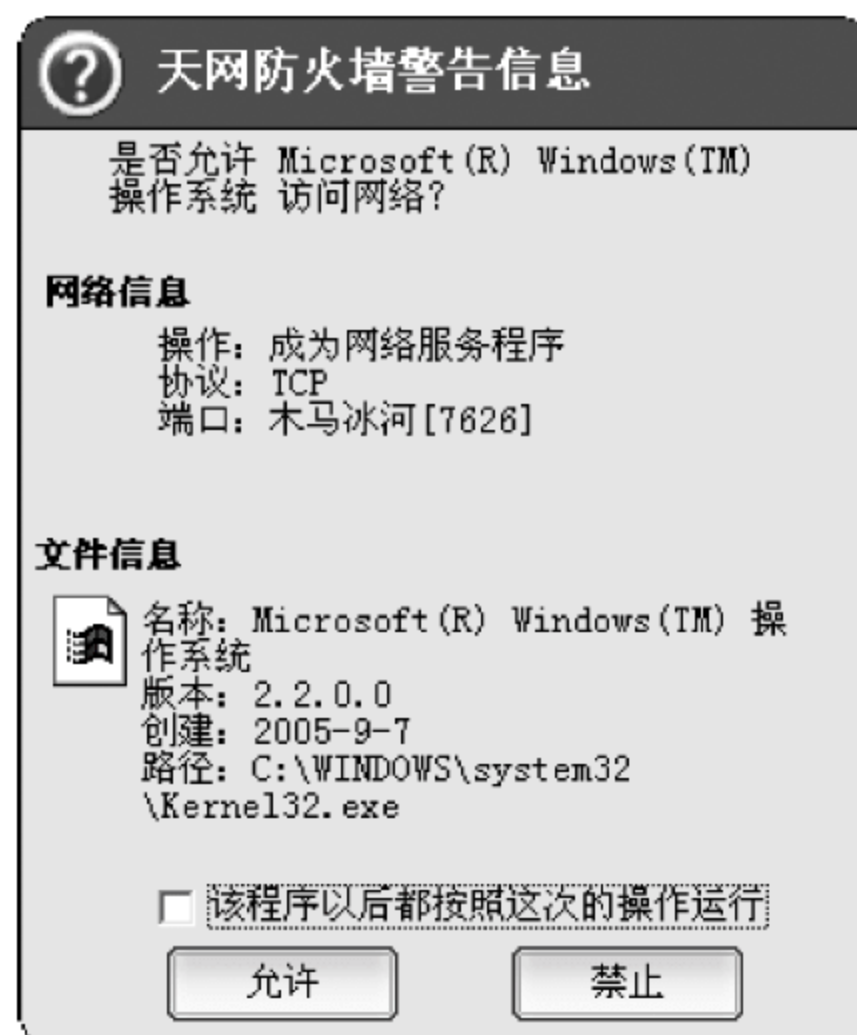 天网防火墙警告信息
是否允许 Microsoft(R) Windows(TM)
操作系统 访问网络?
网络信息
操作: 成为网络服务程序
协议: TCP
端口: 木马冰河[7626]
文件信息
名称: Microsoft(R) Windows(TM) 操
作系统
版本: 2.2.0.0
创建: 2005-9-7
路径: C:\WINDOWS\system32
\Kernel32.exe
该程序以后都按照这次的操作运行
允许 禁止